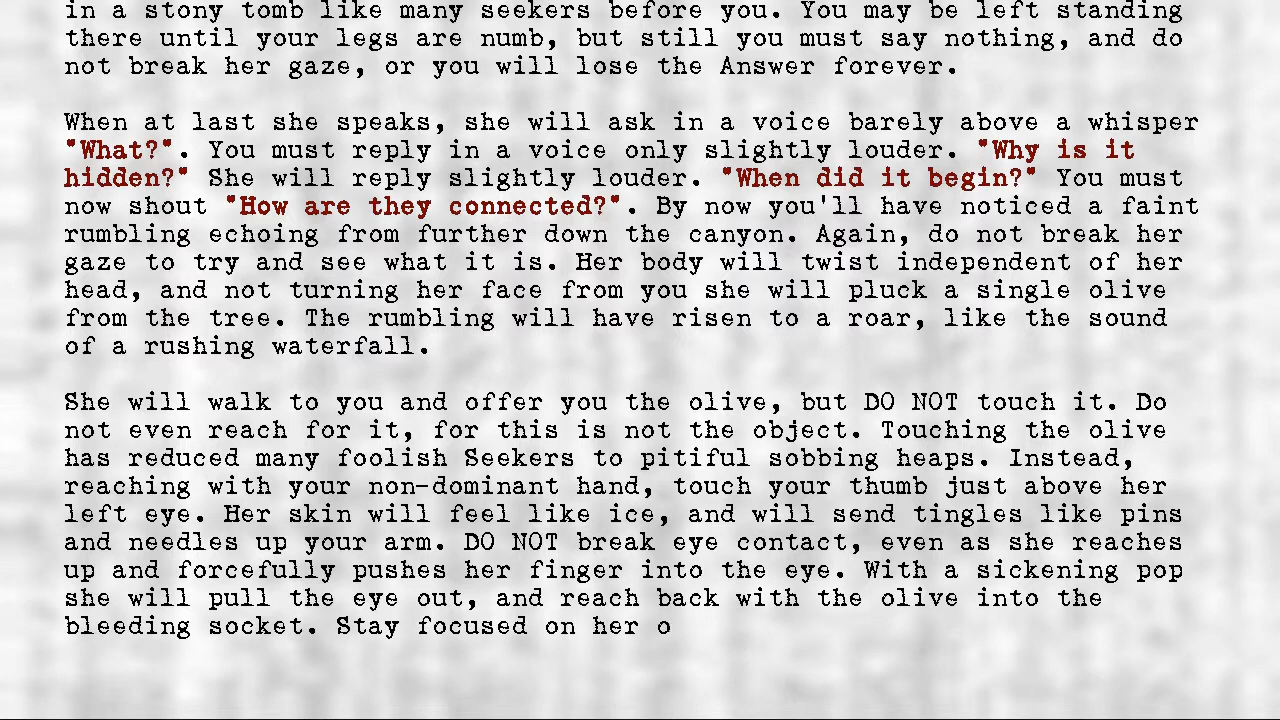 in a stony tomb like many seekers before you. You may be left standing
there until your legs are numb, but still you must say nothing, and do
not break her gaze, or you will lose the Answer forever.
When at last she speaks, she will ask in a voice barely above a whisper
"What?". You must reply in a voice only slightly louder. "Why is it
hidden?" She will reply slightly louder. "When did it begin?" You must
now shout "How are they connected?". By now you'll have noticed a faint
rumbling echoing from further down the canyon. Again, do not break her
gaze to try and see what it is. Her body will twist independent of her
head, and not turning her face from you she will pluck a single olive
from the tree. The rumbling will have risen to a roar, like the sound
of a rushing waterfall.
She will walk to you and offer you the olive, but DO NOT touch it. Do
not even reach for it, for this is not the object. Touching the olive
has reduced many foolish Seekers to pitiful sobbing heaps. Instead,
reaching with your non-dominant hand, touch your thumb just above her
left eye. Her skin will feel like ice, and will send tingles like pins
and needles up your arm. DO NOT break eye contact, even as she reaches
up and forcefully pushes her finger into the eye. With a sickening pop
she will pull the eye out, and reach back with the olive into the
bleeding socket. Stay focused on her o